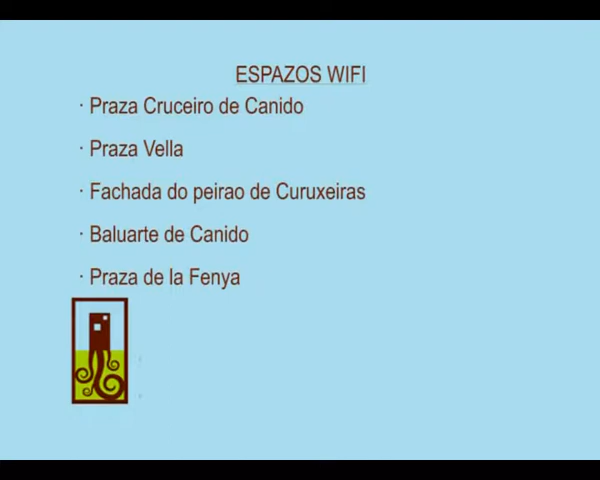 ESPAZOS WIFI
· Praza Cruceiro de Canido
· Praza Vella
· Fachada do peirao de Curuxeiras
· Baluarte de Canido
· Praza de la Fenya